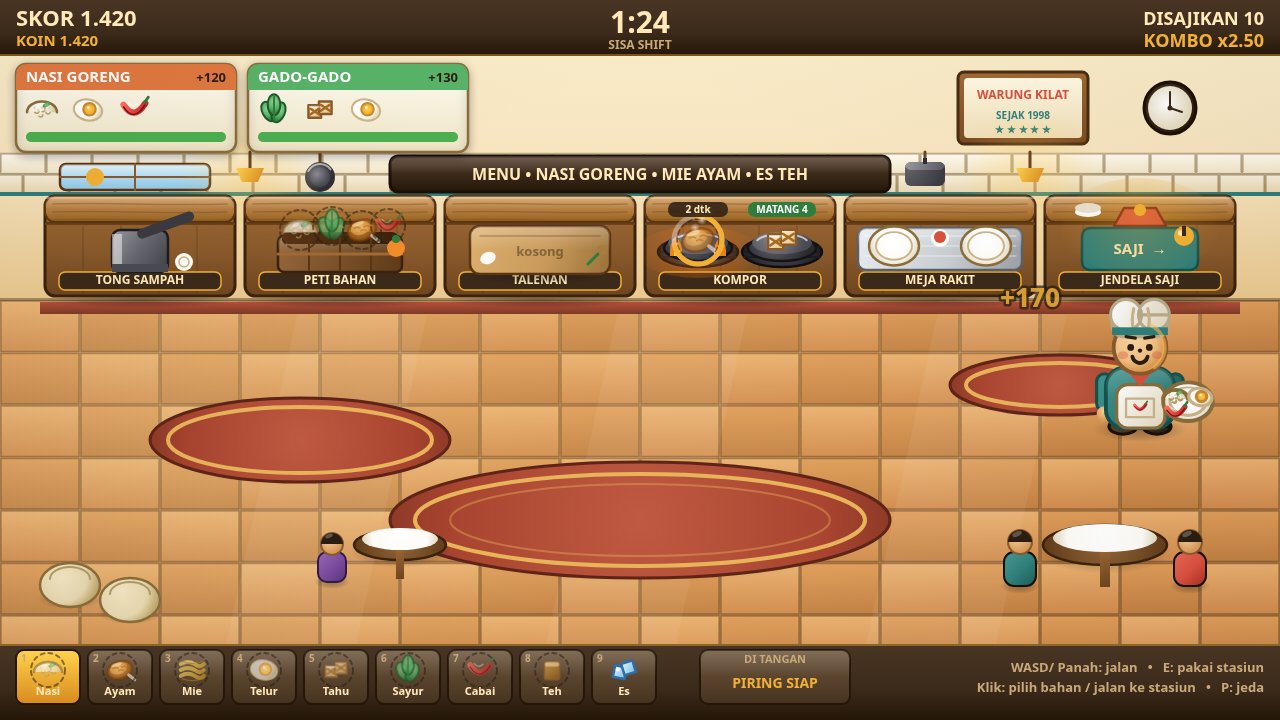 SKOR 1.420
KOIN 1.420
1:24
SISA SHIFT
DISAJIKAN 10
KOMBO x2.50
NASI GORENG +120
GADO-GADO +130
WARUNG KILAT
SEJAK 1998
★★★★★
MENU • NASI GORENG • MIE AYAM • ES TEH
2 dtk
MATANG 4
kosong
SAJI →
TONG SAMPAH
PETI BAHAN
TALENAN
KOMPOR
MEJA RAKIT
JENDELA SAJI
+170
1 Nasi
2 Ayam
3 Mie
4 Telur
5 Tahu
6 Sayur
7 Cabai
8 Teh
9 Es
DI TANGAN
PIRING SIAP
WASD/ Panah: jalan • E: pakai stasiun
Klik: pilih bahan / jalan ke stasiun • P: jeda